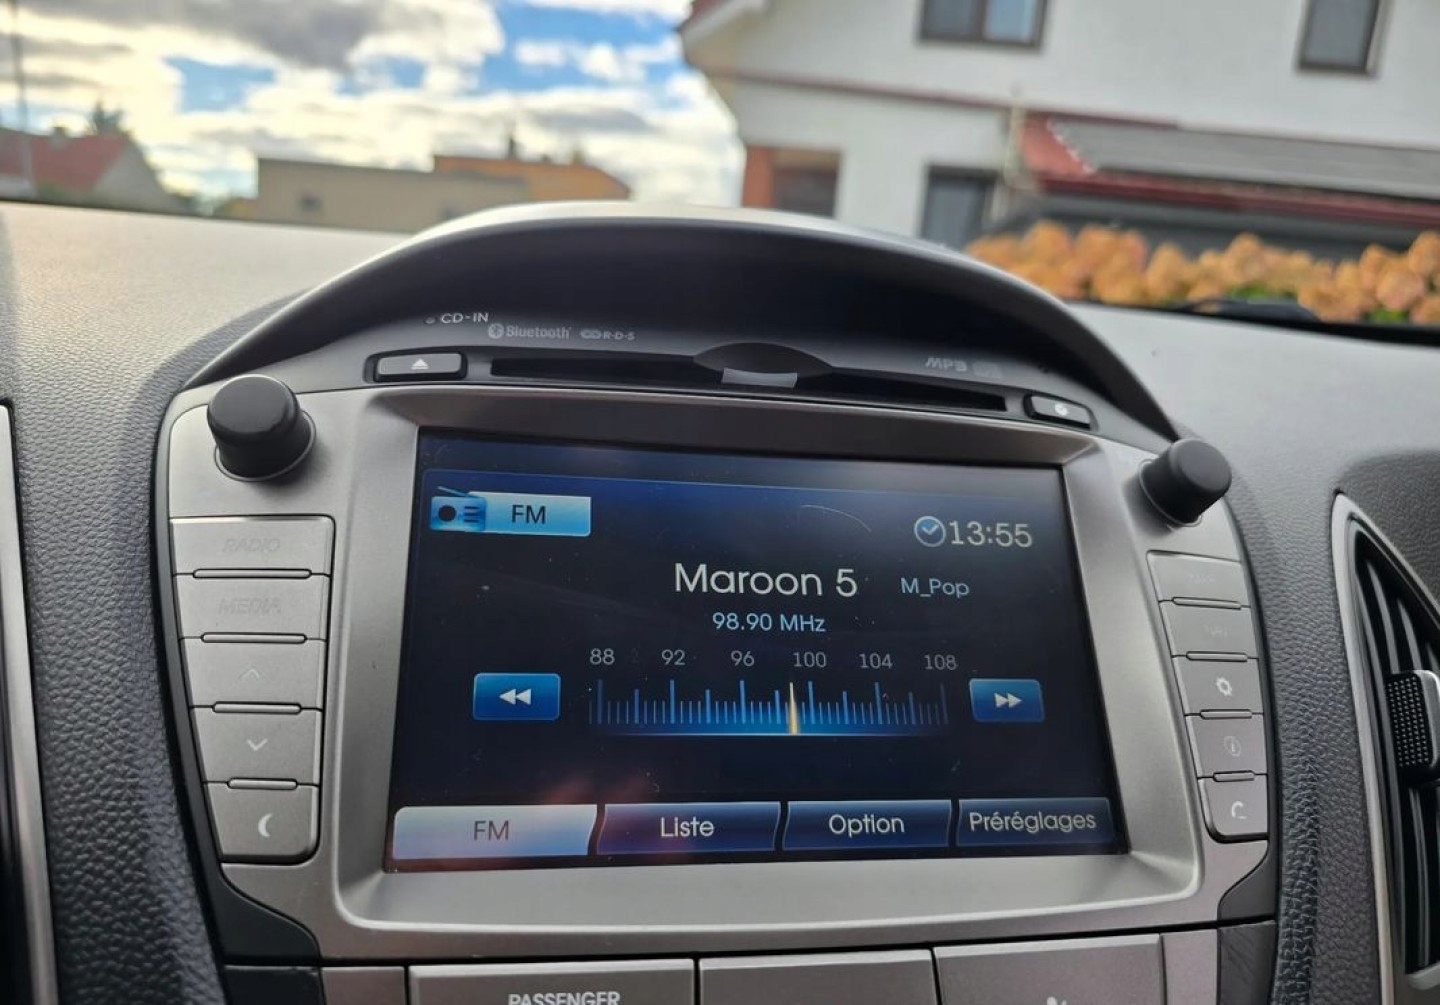 CD-IN
Bluetooth R-D-S
MP3
FM
13:55
Maroon 5 M_Pop
98.90 MHz
88 92 96 100 104 108
RADIO
MEDIA
FM Liste Option Préréglages
PASSENGER